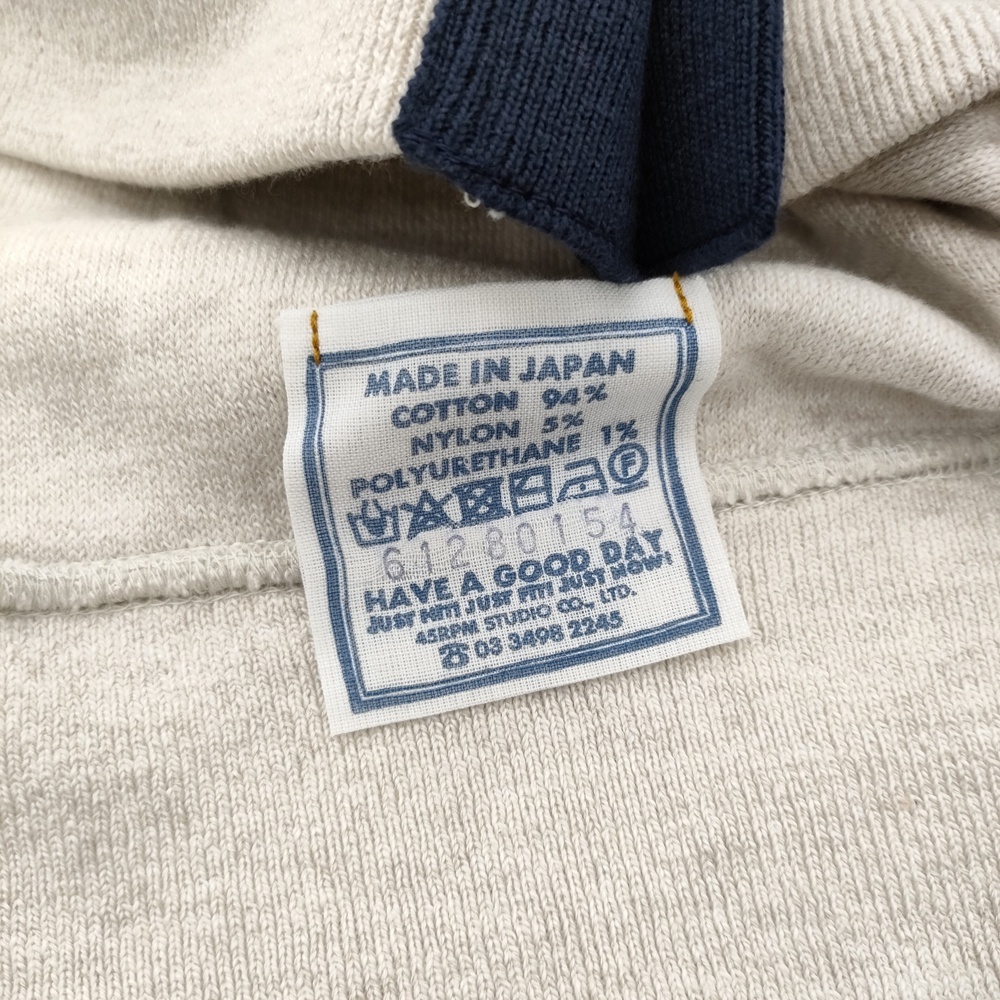 MADE IN JAPAN
COTTON 94%
NYLON 5%
POLYURETHANE 1%
F
61280154
HAVE A GOOD DAY
JUST HIT! JUST FIT! JUST NOW!
45RPM STUDIO CO., LTD.
☎ 03 3498 2245